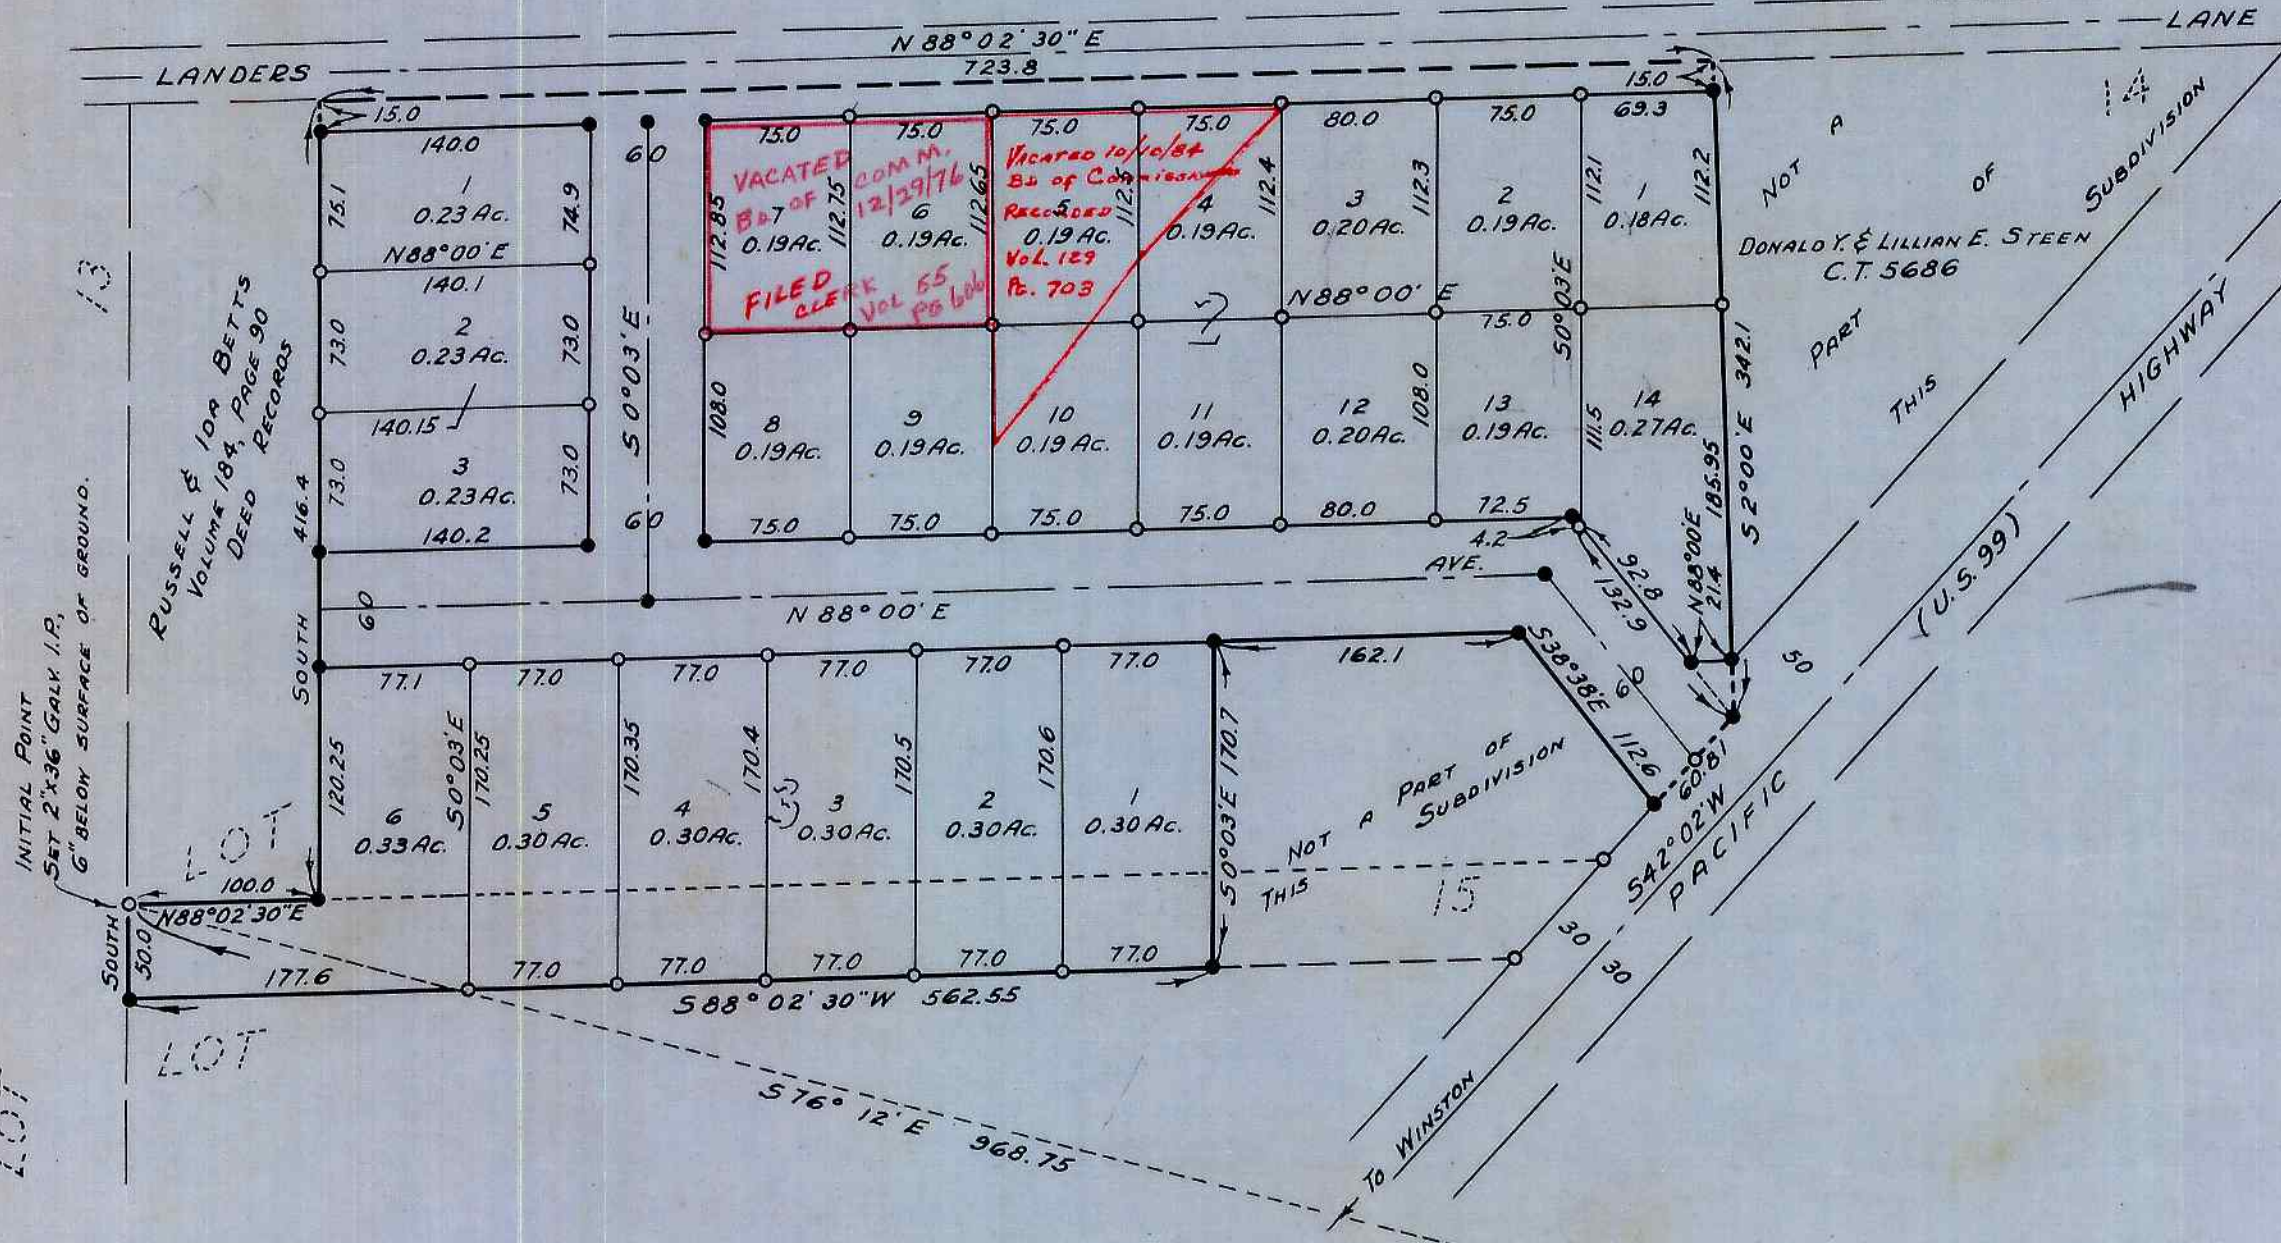 N 88° 02' 30" E
LANE
LANDERS
723.8
15.0
15.0
14
140.0
60
75.0
75.0
75.0
75.0
80.0
75.0
69.3
75.1
1
0.23 Ac.
74.9
VACATED
BD. OF COMM.
12/29/76
FILED
CLERK
VOL 65
PG 606
VACATED 10/10/84
BD of Commissioners
RECORDED
VOL. 129
PG. 703
112.85
7
0.19 Ac.
112.75
6
0.19 Ac.
112.65
5
0.19 Ac.
112.5
4
0.19 Ac.
112.4
3
0.20 Ac.
112.3
2
0.19 Ac.
112.1
1
0.18 Ac.
112.2
NOT A PART OF THIS SUBDIVISION
DONALD Y. & LILLIAN E. STEEN
C.T. 5686
13
N 88° 00' E
140.1
2
0.23 Ac.
73.0
73.0
S 0° 03' E
N 88° 00' E
75.0
S 0° 03' E
RUSSELL & IDA BETTS
VOLUME 184, PAGE 90
DEED RECORDS
140.15
3
0.23 Ac.
73.0
73.0
140.2
416.4
SOUTH
108.0
8
0.19 Ac.
9
0.19 Ac.
10
0.19 Ac.
11
0.19 Ac.
12
0.20 Ac.
108.0
13
0.19 Ac.
111.5
14
0.27 Ac.
185.95
S 2° 00' E 342.1
60
75.0
75.0
75.0
75.0
80.0
72.5
4.2
AVE.
92.8
132.9
N 88° 00' E
21.4
HIGHWAY
(U.S. 99)
60
N 88° 00' E
INITIAL POINT
SET 2"x36" GALV. I.P.,
6" BELOW SURFACE OF GROUND.
77.1
77.0
77.0
77.0
77.0
77.0
162.1
S 38° 38' E
112.6
60
50
60.81
120.25
6
0.33 Ac.
S 0° 03' E
170.25
5
0.30 Ac.
170.35
4
0.30 Ac.
170.4
3
0.30 Ac.
170.5
2
0.30 Ac.
170.6
1
0.30 Ac.
S 0° 03' E 170.7
NOT A PART OF
THIS SUBDIVISION
S 42° 02' W
PACIFIC
LOT
100.0
N 88° 02' 30" E
15
SOUTH
50.0
177.6
77.0
77.0
77.0
77.0
77.0
30
30
S 88° 02' 30" W 562.55
LOT
LOT
S 76° 12' E 968.75
TO WINSTON